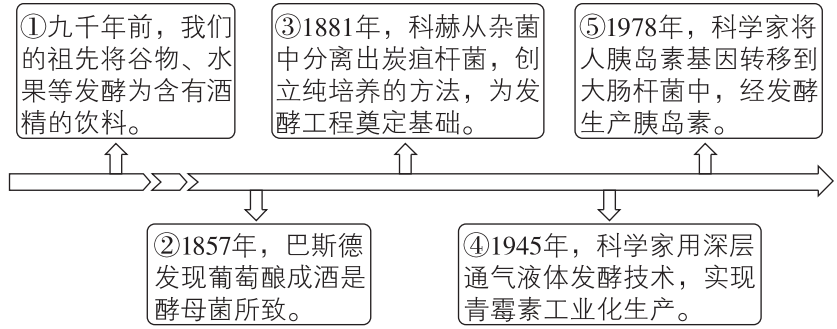 ①九千年前，我们
的祖先将谷物、水
果等发酵为含有酒
精的饮料。
②1857年，巴斯德
发现葡萄酿成酒是
酵母菌所致。
③1881年，科赫从杂菌
中分离出炭疽杆菌，创
立纯培养的方法，为发
酵工程奠定基础。
④1945年，科学家用深层
通气液体发酵技术，实现
青霉素工业化生产。
⑤1978年，科学家将
人胰岛素基因转移到
大肠杆菌中，经发酵
生产胰岛素。